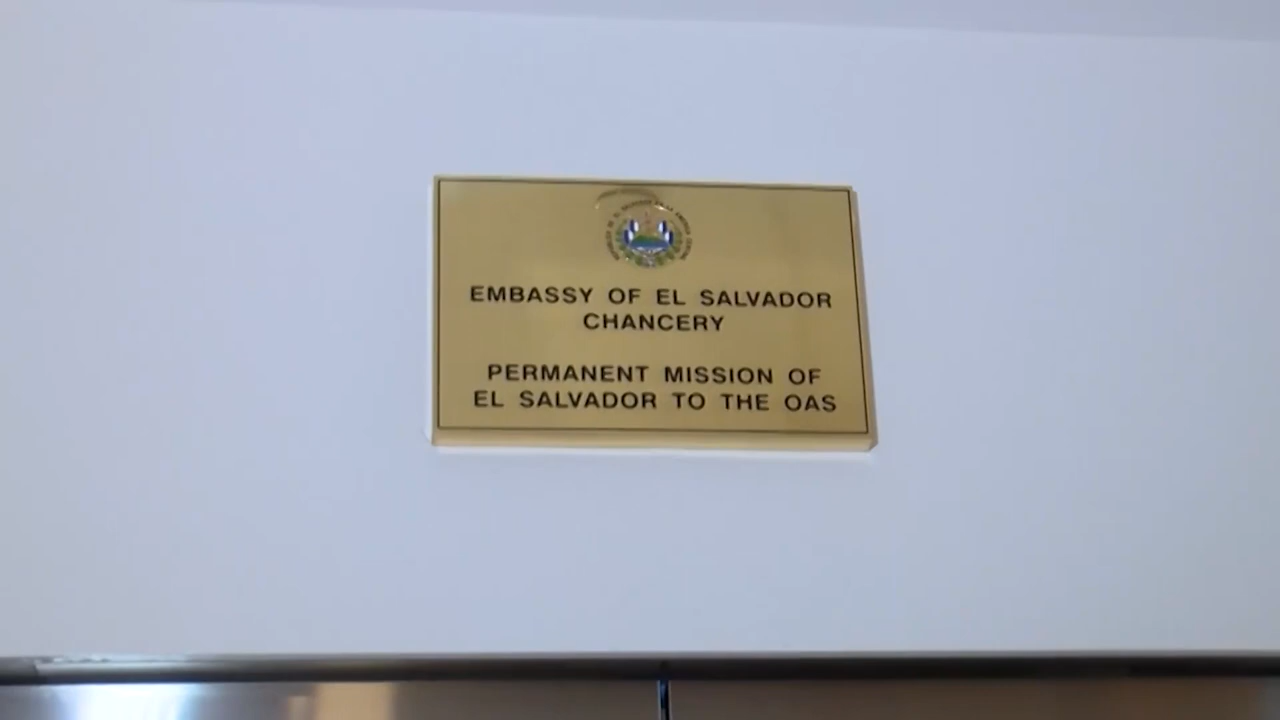 EMBASSY OF EL SALVADOR
CHANCERY
PERMANENT MISSION OF
EL SALVADOR TO THE OAS